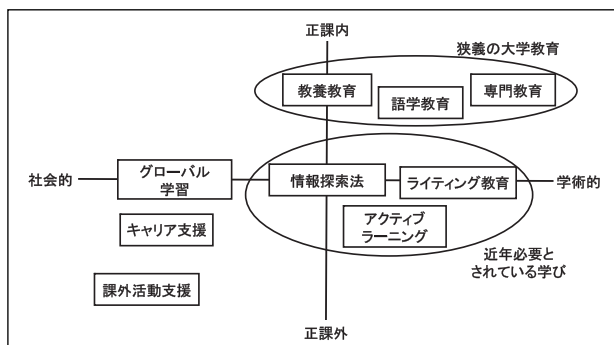 正課内
狭義の大学教育
教養教育
語学教育
専門教育
社会的
グローバル
学習
情報探索法
ライティング教育
学術的
キャリア支援
アクティブ
ラーニング
近年必要と
されている学び
課外活動支援
正課外